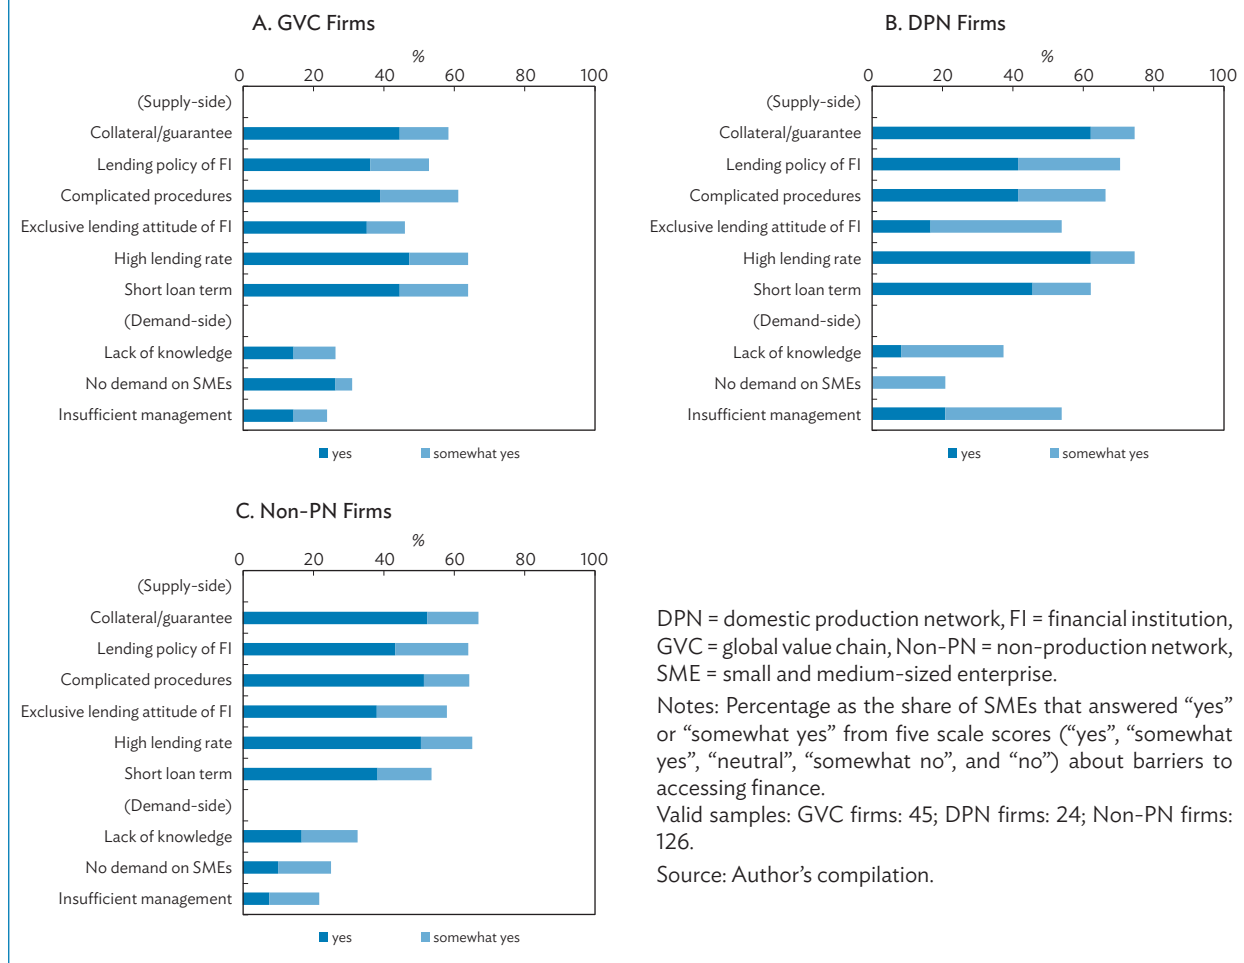 A. GVC Firms
%
0 20 40 60 80 100
(Supply-side)
Collateral/guarantee
Lending policy of FI
Complicated procedures
Exclusive lending attitude of FI
High lending rate
Short loan term
(Demand-side)
Lack of knowledge
No demand on SMEs
Insufficient management
yes somewhat yes
B. DPN Firms
%
0 20 40 60 80 100
(Supply-side)
Collateral/guarantee
Lending policy of FI
Complicated procedures
Exclusive lending attitude of FI
High lending rate
Short loan term
(Demand-side)
Lack of knowledge
No demand on SMEs
Insufficient management
yes somewhat yes
C. Non-PN Firms
%
0 20 40 60 80 100
(Supply-side)
Collateral/guarantee
Lending policy of FI
Complicated procedures
Exclusive lending attitude of FI
High lending rate
Short loan term
(Demand-side)
Lack of knowledge
No demand on SMEs
Insufficient management
yes somewhat yes
DPN = domestic production network, FI = financial institution,
GVC = global value chain, Non-PN = non-production network,
SME = small and medium-sized enterprise.
Notes: Percentage as the share of SMEs that answered “yes”
or “somewhat yes” from five scale scores (“yes”, “somewhat
yes”, “neutral”, “somewhat no”, and “no”) about barriers to
accessing finance.
Valid samples: GVC firms: 45; DPN firms: 24; Non-PN firms:
126.
Source: Author’s compilation.